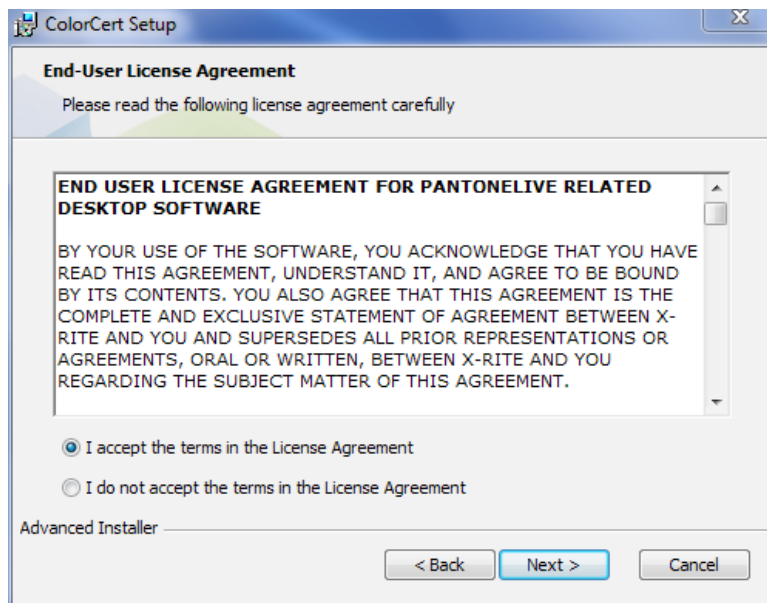 ColorCert Setup
End-User License Agreement
Please read the following license agreement carefully
END USER LICENSE AGREEMENT FOR PANTONELIVE RELATED
DESKTOP SOFTWARE
BY YOUR USE OF THE SOFTWARE, YOU ACKNOWLEDGE THAT YOU HAVE
READ THIS AGREEMENT, UNDERSTAND IT, AND AGREE TO BE BOUND
BY ITS CONTENTS. YOU ALSO AGREE THAT THIS AGREEMENT IS THE
COMPLETE AND EXCLUSIVE STATEMENT OF AGREEMENT BETWEEN X-
RITE AND YOU AND SUPERSEDES ALL PRIOR REPRESENTATIONS OR
AGREEMENTS, ORAL OR WRITTEN, BETWEEN X-RITE AND YOU
REGARDING THE SUBJECT MATTER OF THIS AGREEMENT.
I accept the terms in the License Agreement
I do not accept the terms in the License Agreement
Advanced Installer
< Back Next > Cancel